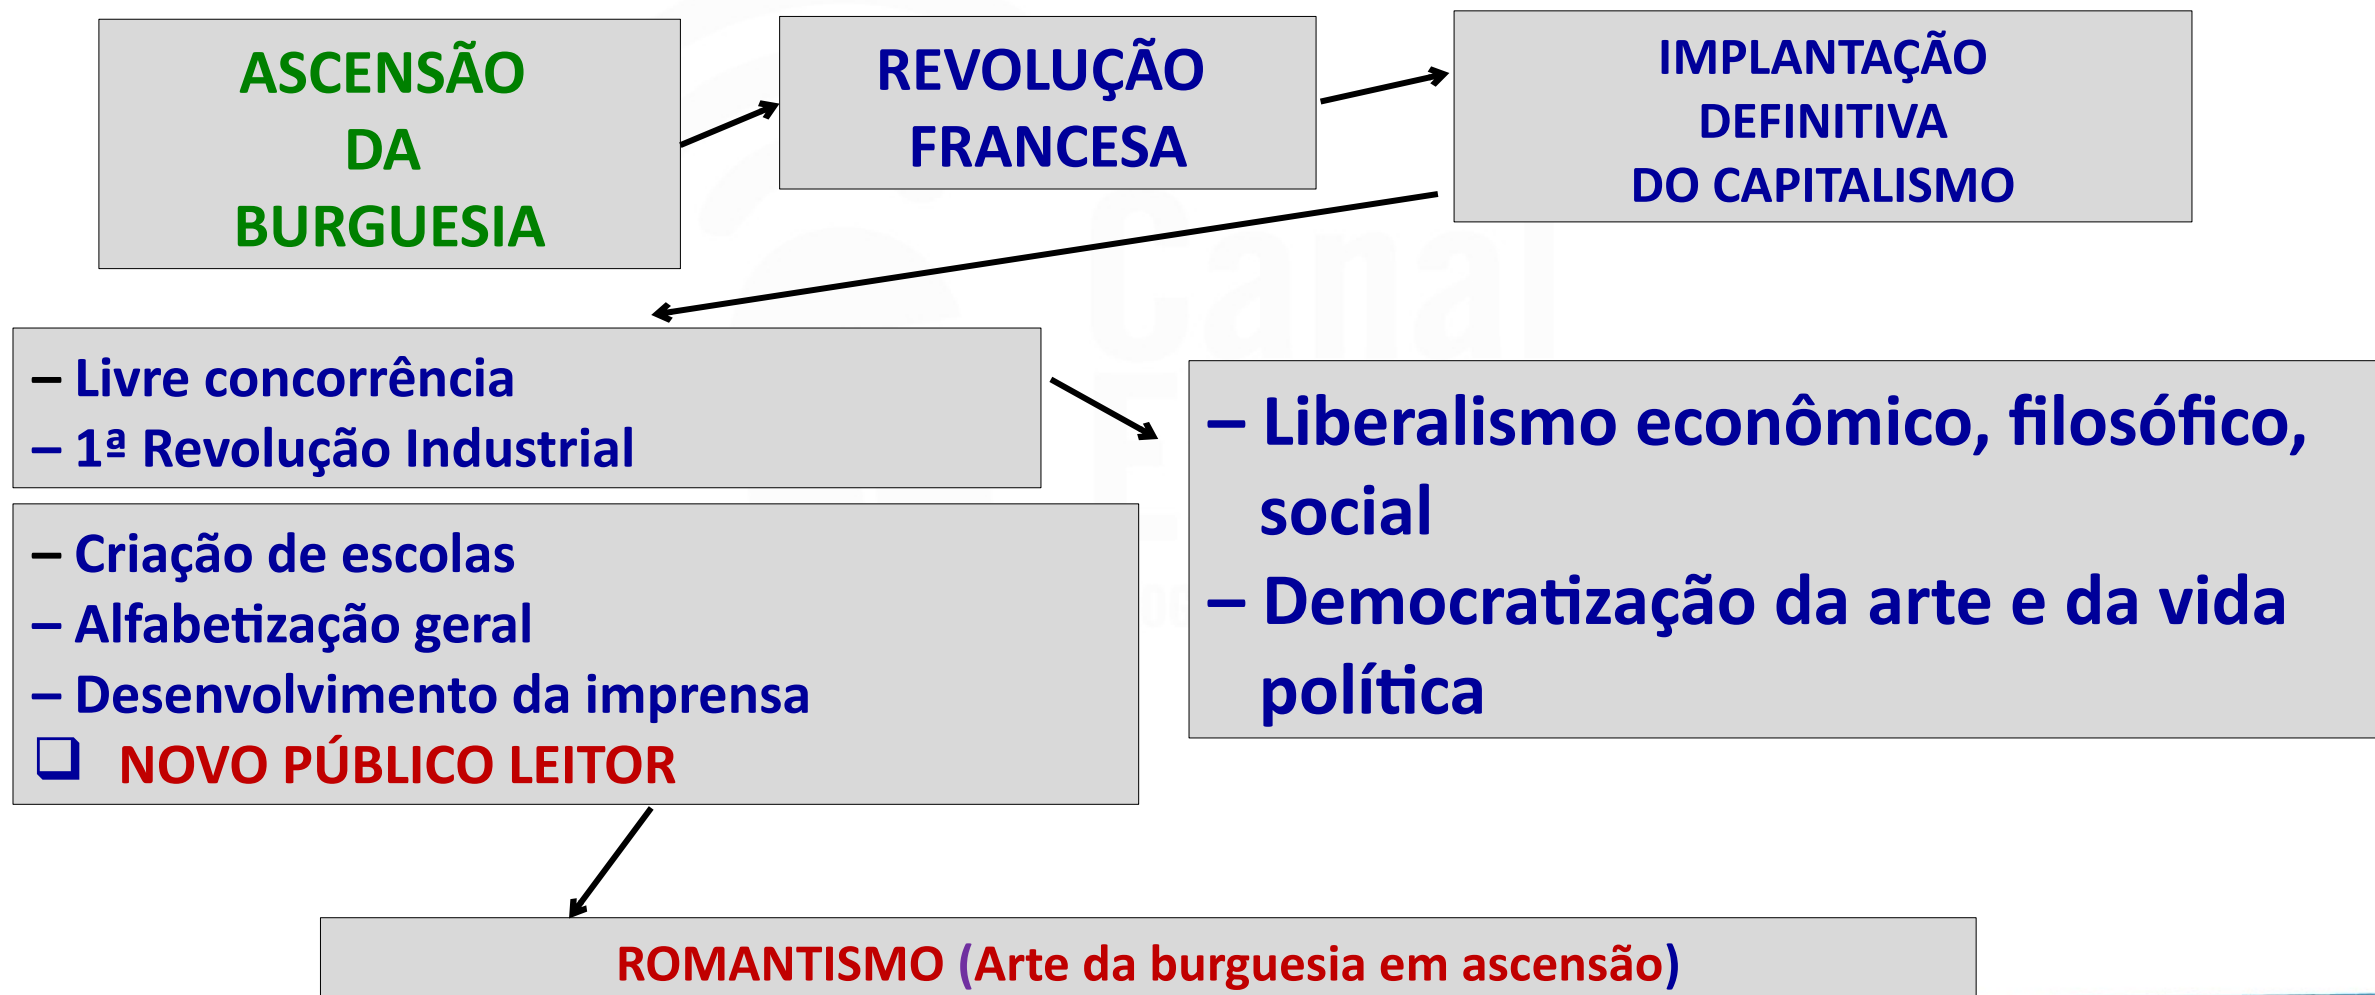 ASCENSÃO
DA
BURGUESIA
REVOLUÇÃO
FRANCESA
IMPLANTAÇÃO
DEFINITIVA
DO CAPITALISMO
– Livre concorrência
– 1ª Revolução Industrial
– Liberalismo econômico, filosófico,
social
– Democratização da arte e da vida
política
– Criação de escolas
– Alfabetização geral
– Desenvolvimento da imprensa
❑ NOVO PÚBLICO LEITOR
ROMANTISMO (Arte da burguesia em ascensão)
Canal